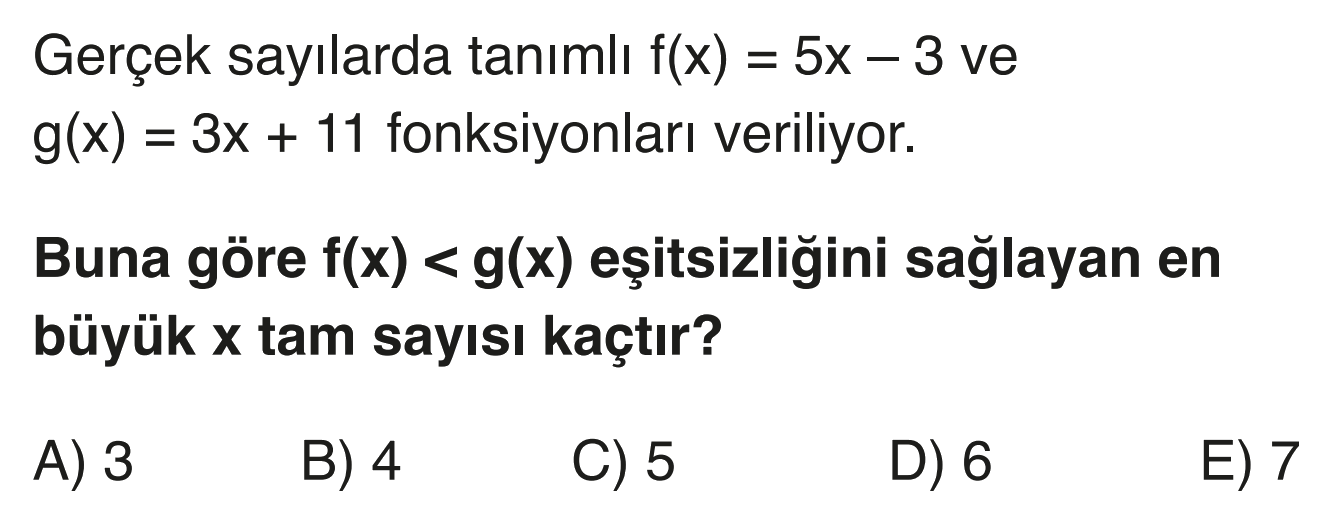 Gerçek sayılarda tanımlı f(x) = 5x – 3 ve
g(x) = 3x + 11 fonksiyonları veriliyor.
Buna göre f(x) < g(x) eşitsizliğini sağlayan en
büyük x tam sayısı kaçtır?
A) 3 B) 4 C) 5 D) 6 E) 7